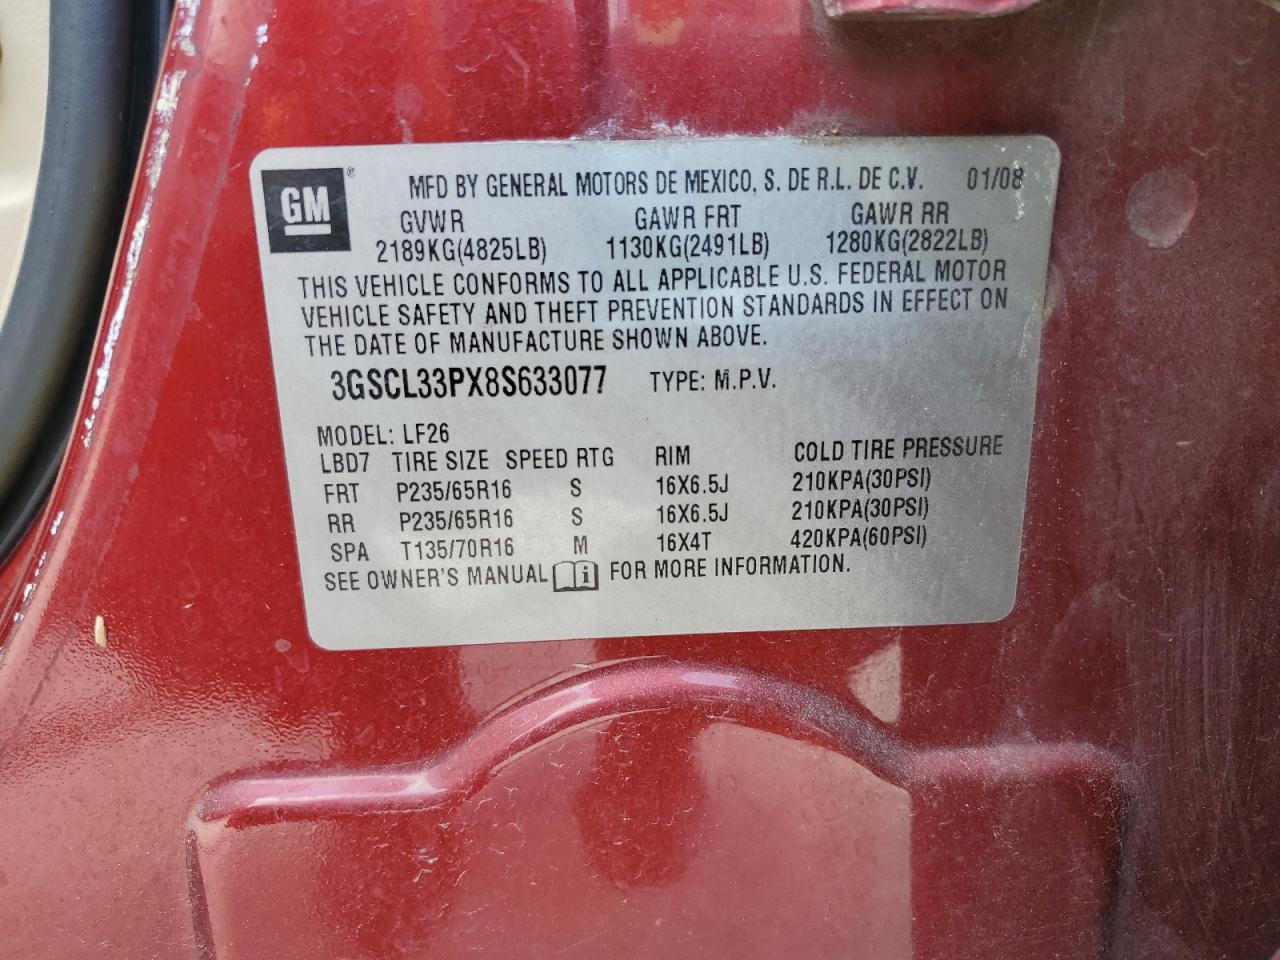 GM ® MFD BY GENERAL MOTORS DE MEXICO, S. DE R.L. DE C.V. 01/08
GVWR GAWR FRT GAWR RR
2189KG(4825LB) 1130KG(2491LB) 1280KG(2822LB)
THIS VEHICLE CONFORMS TO ALL APPLICABLE U.S. FEDERAL MOTOR
VEHICLE SAFETY AND THEFT PREVENTION STANDARDS IN EFFECT ON
THE DATE OF MANUFACTURE SHOWN ABOVE.
3GSCL33PX8S633077 TYPE: M.P.V.
MODEL: LF26
LBD7 TIRE SIZE SPEED RTG RIM COLD TIRE PRESSURE
FRT P235/65R16 S 16X6.5J 210KPA(30PSI)
RR P235/65R16 S 16X6.5J 210KPA(30PSI)
SPA T135/70R16 M 16X4T 420KPA(60PSI)
SEE OWNER'S MANUAL i FOR MORE INFORMATION.